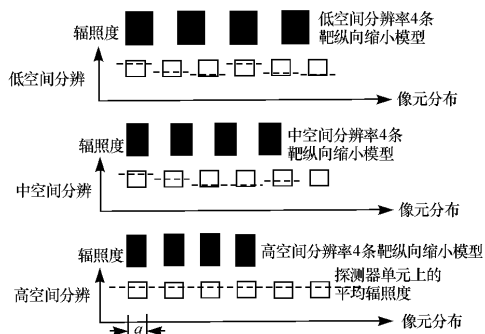 低空间分辨率4条
靶纵向缩小模型
辐照度
低空间分辨
像元分布
中空间分辨率4条
靶纵向缩小模型
辐照度
中空间分辨
像元分布
高空间分辨率4条靶纵向缩小模型
辐照度
探测器单元上的
平均辐照度
高空间分辨
像元分布
a